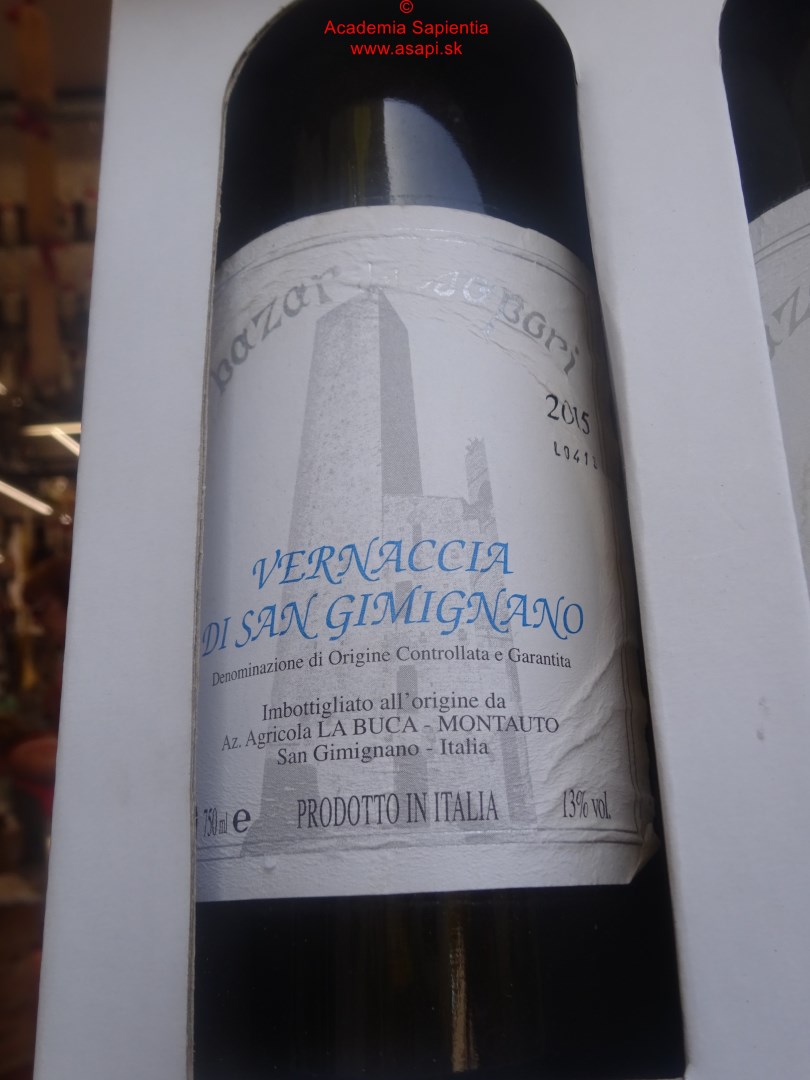 ©
Academia Sapientia
www.asapi.sk
Bari
2015
VERNACCIA
DI SAN GIMIGNANO
Denominazione di Origine Controllata e Garantita
Imbottigliato all'origine da
Az. Agricola LA BUCA - MONTAUTO
San Gimignano - Italia
750 ml e PRODOTTO IN ITALIA 13% vol.